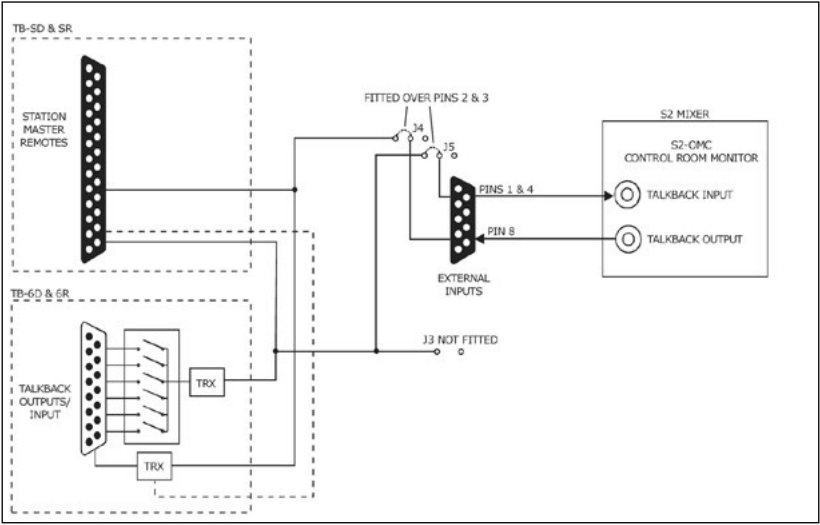 TB-SD & SR
STATION
MASTER
REMOTES
FITTED OVER PINS 2 & 3
J4
J5
S2 MIXER
S2-OMC
CONTROL ROOM MONITOR
PINS 1 & 4
TALKBACK INPUT
PIN 8
TALKBACK OUTPUT
EXTERNAL
INPUTS
TB-6D & 6R
J3 NOT FITTED
TRX
TALKBACK
OUTPUTS/
INPUT
TRX